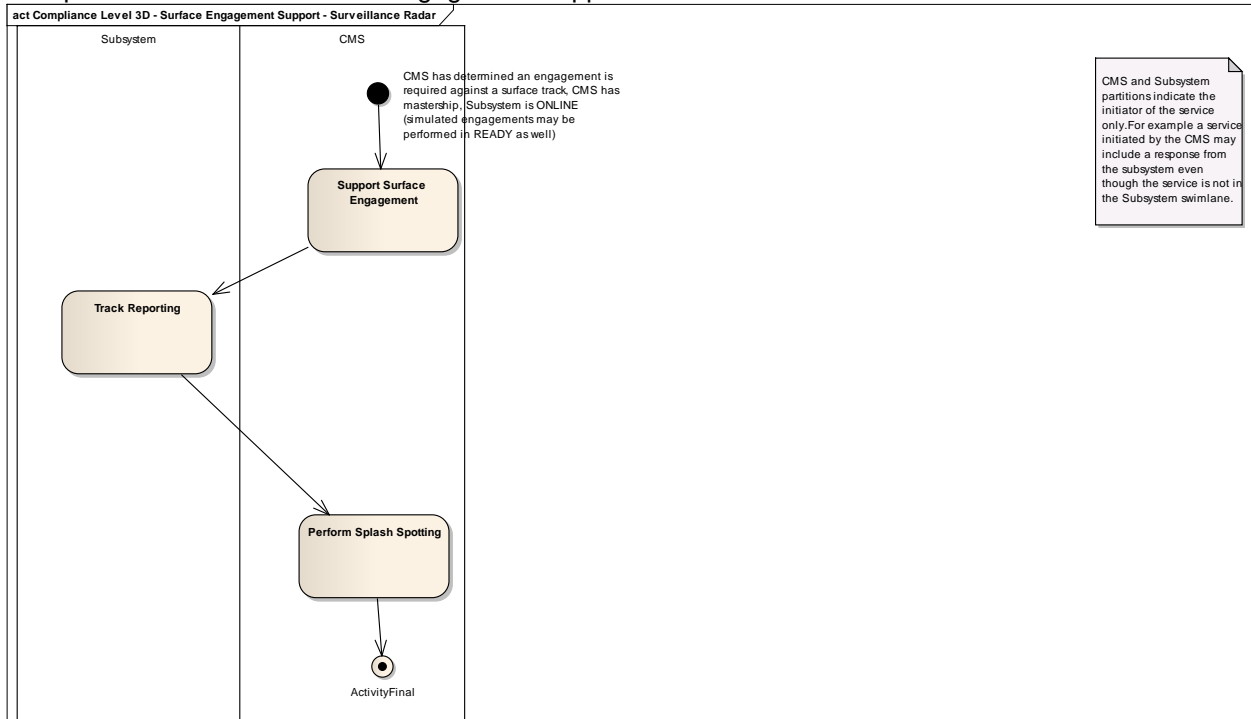 act Compliance Level 3D - Surface Engagement Support - Surveillance Radar
Subsystem
CMS
CMS has determined an engagement is
required against a surface track, CMS has
mastership, Subsystem is ONLINE
(simulated engagements may be
performed in READY as well)
CMS and Subsystem
partitions indicate the
initiator of the service
only.For example a service
initiated by the CMS may
include a response from
the subsystem even
though the service is not in
the Subsystem swimlane.
Support Surface
Engagement
Track Reporting
Perform Splash Spotting
ActivityFinal